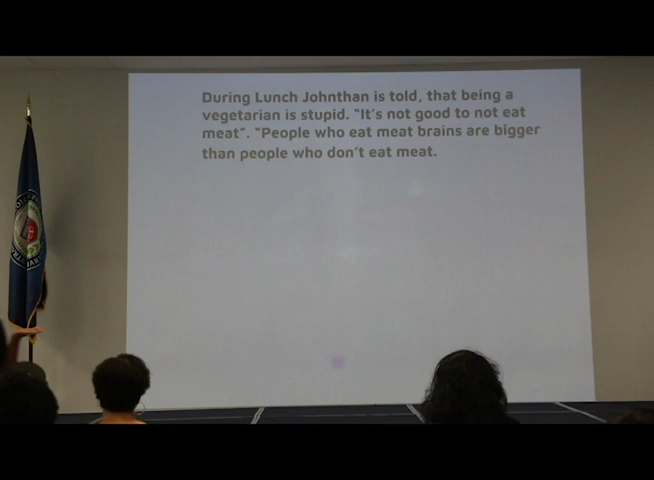 During Lunch Johnthan is told, that being a
vegetarian is stupid. "It's not good to not eat
meat". "People who eat meat brains are bigger
than people who don't eat meat.